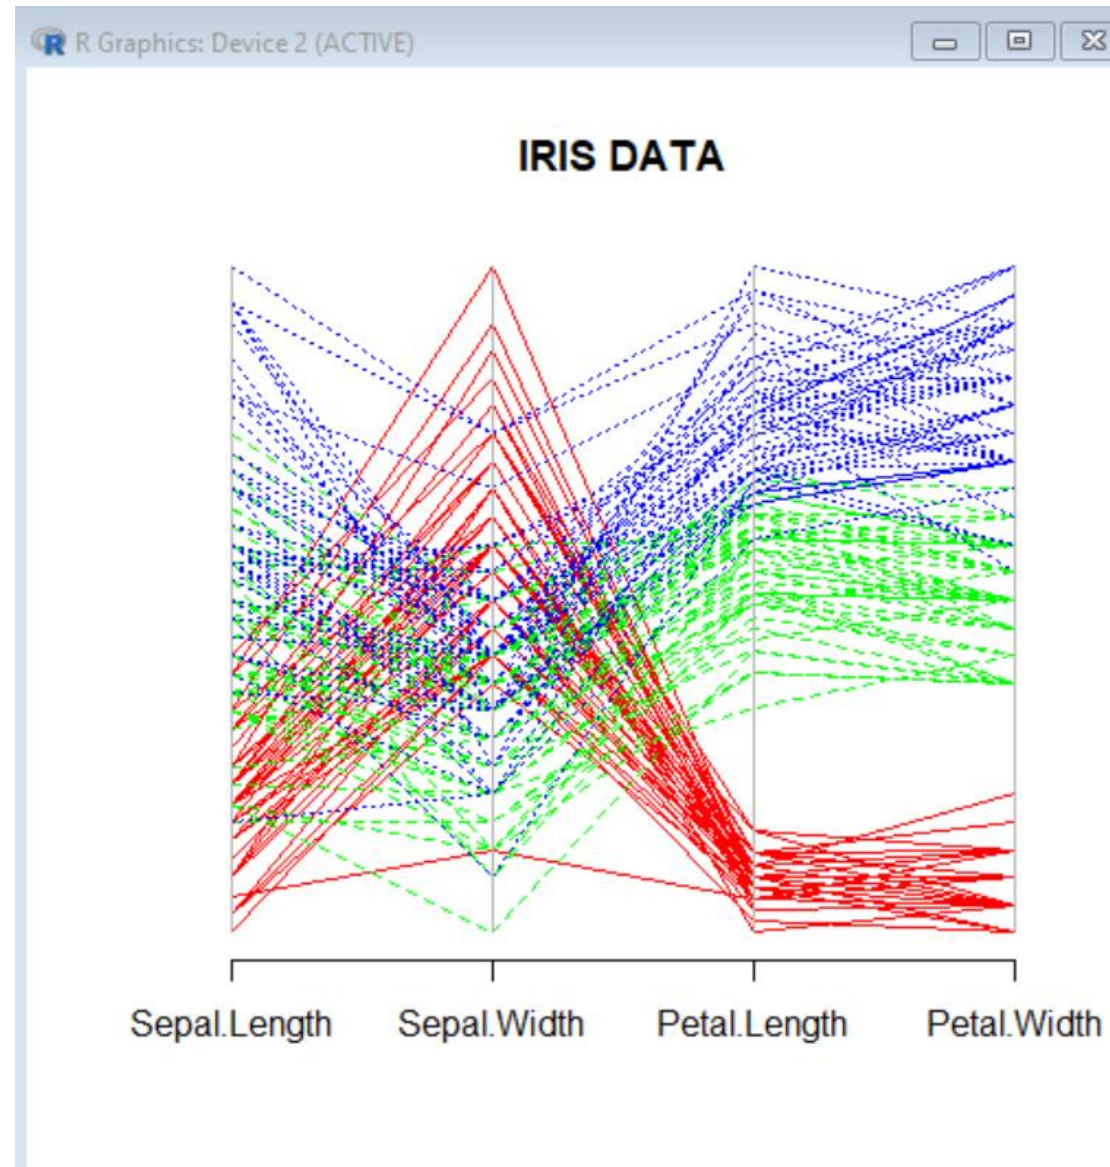 R Graphics: Device 2 (ACTIVE)
IRIS DATA
Sepal.Length Sepal.Width Petal.Length Petal.Width